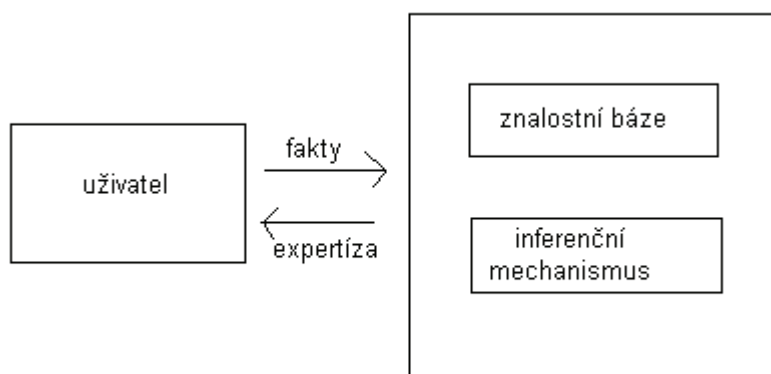 uživatel
fakty
expertíza
znalostní báze
inferenční
mechanismus